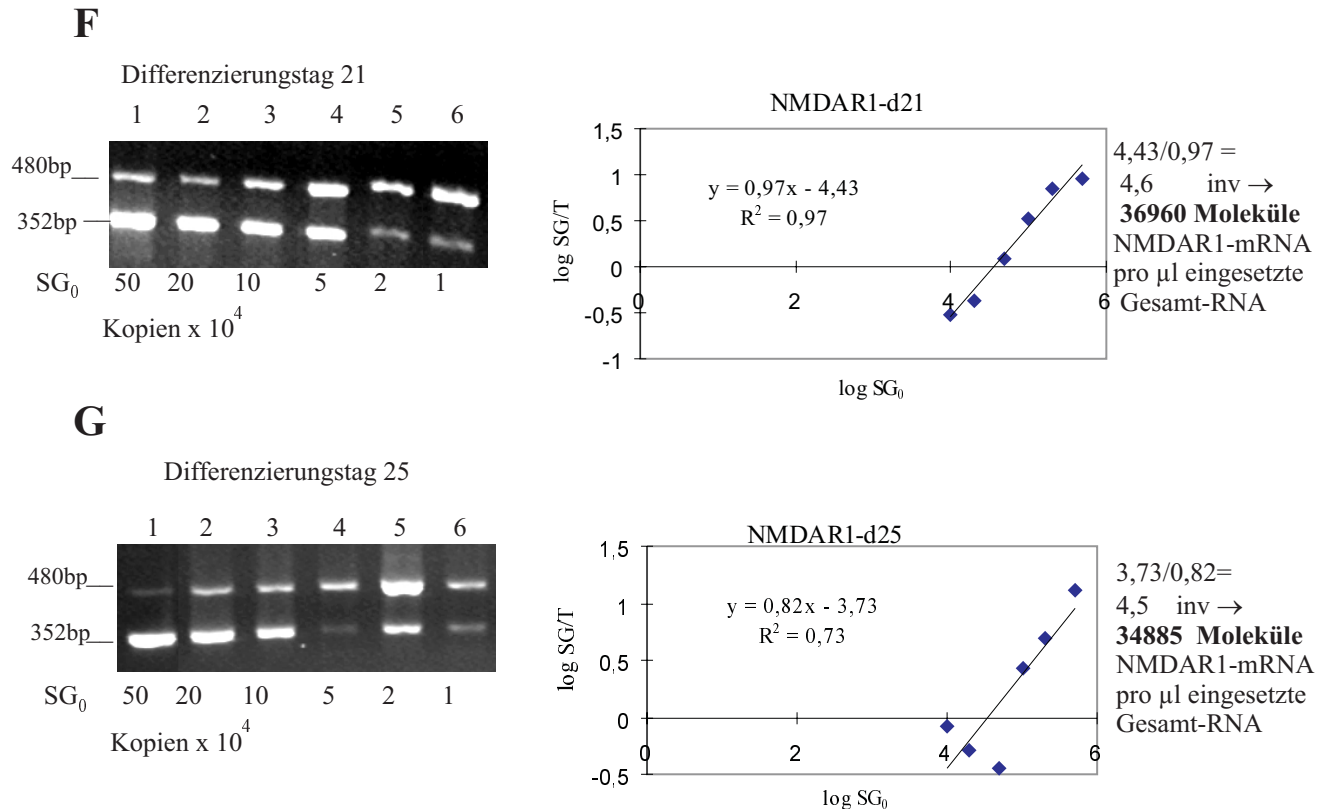 F
Differenzierungstag 21
1 2 3 4 5 6
480bp
352bp
SG0 50 20 10 5 2 1
Kopien x 10^4
NMDAR1-d21
1,5
1
0,5
0
-0,5
-1
0 2 4 6
log SG/T
log SG0
y = 0,97x - 4,43
R² = 0,97
4,43/0,97 =
4,6 inv →
36960 Moleküle
NMDAR1-mRNA
pro µl eingesetzte
Gesamt-RNA
G
Differenzierungstag 25
1 2 3 4 5 6
480bp
352bp
SG0 50 20 10 5 2 1
Kopien x 10^4
NMDAR1-d25
1,5
1
0,5
0
-0,5
0 2 4 6
log SG/T
log SG0
y = 0,82x - 3,73
R² = 0,73
3,73/0,82=
4,5 inv →
34885 Moleküle
NMDAR1-mRNA
pro µl eingesetzte
Gesamt-RNA